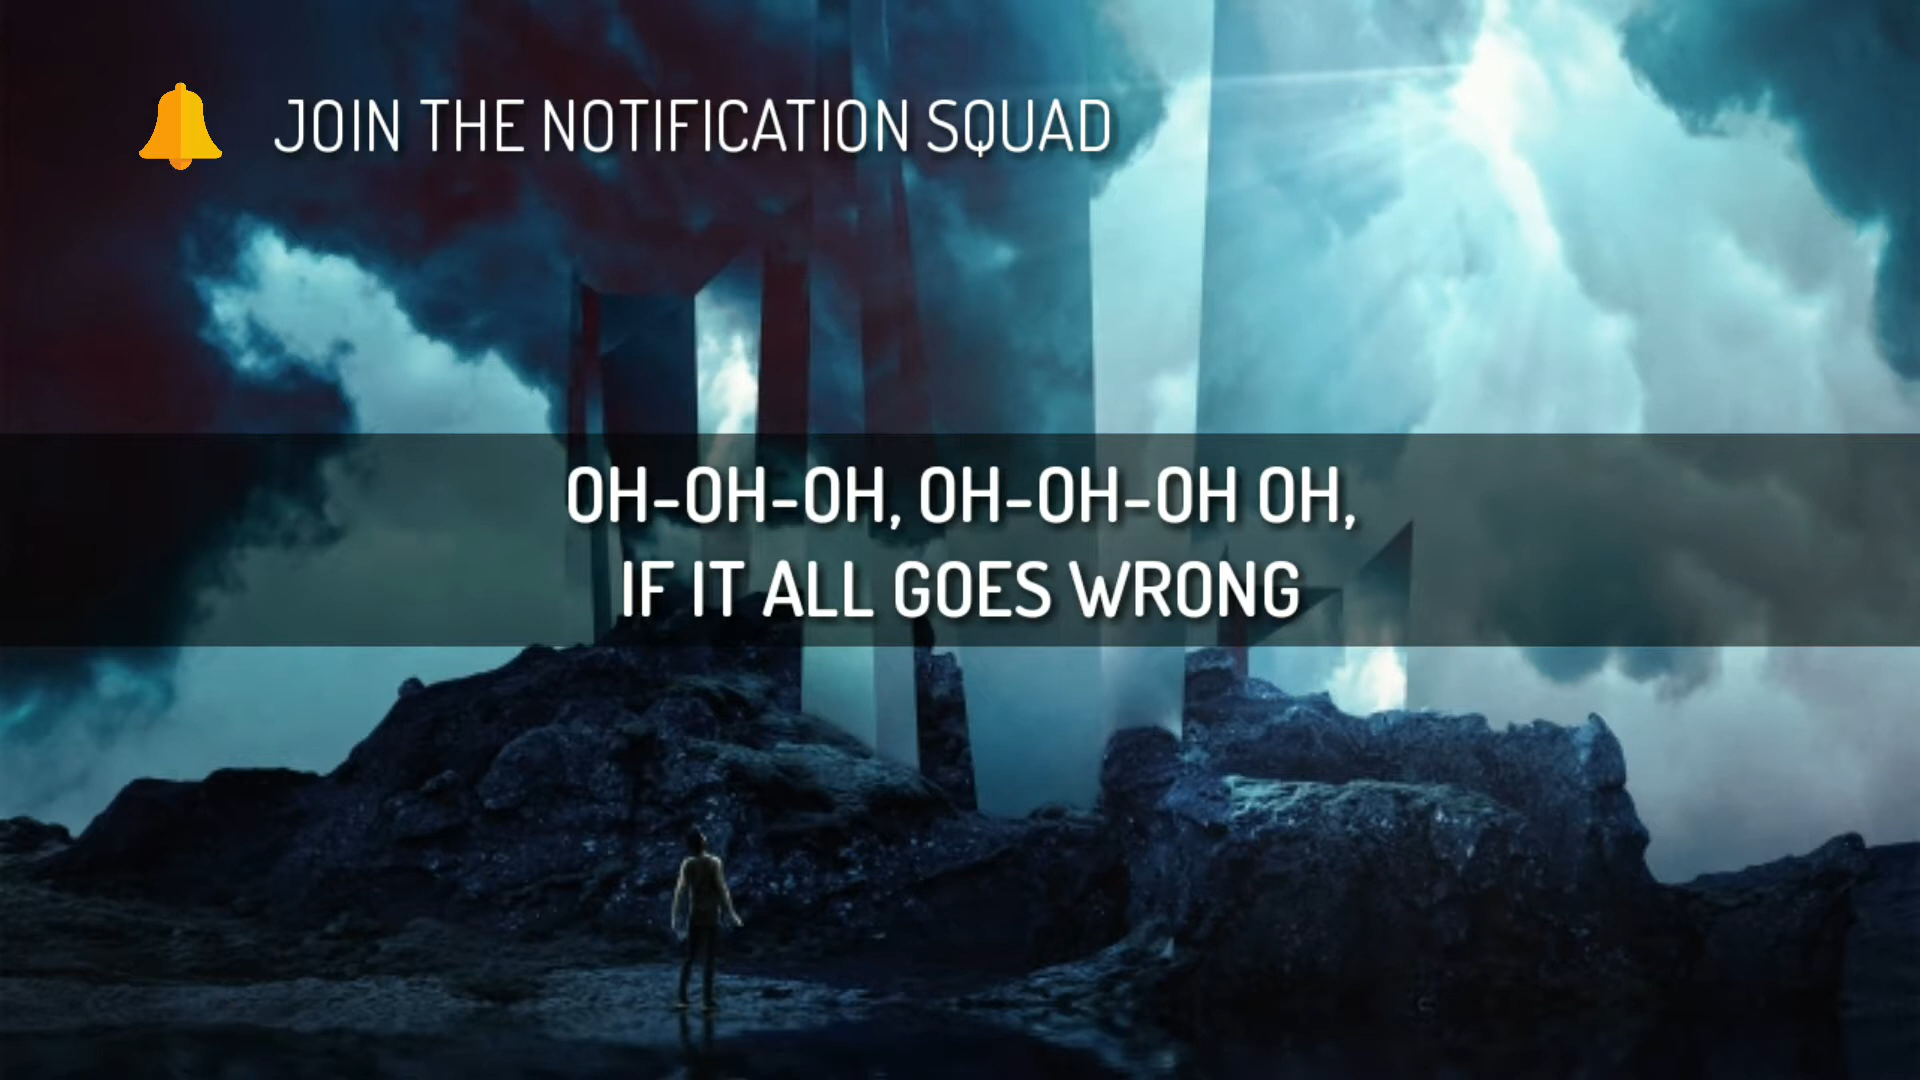 JOIN THE NOTIFICATION SQUAD
OH-OH-OH, OH-OH-OH OH,
IF IT ALL GOES WRONG